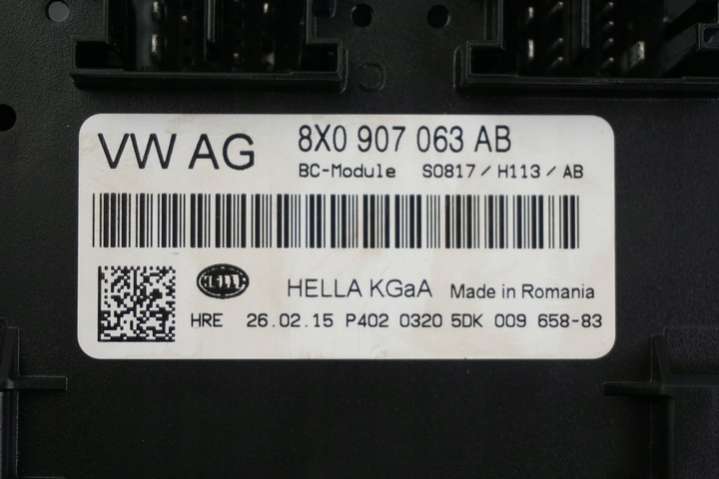 VW AG
8X0 907 063 AB
BC-Module S0817 / H113 / AB
HELLA KGaA Made in Romania
HRE 26.02.15 P402 0320 5DK 009 658-83